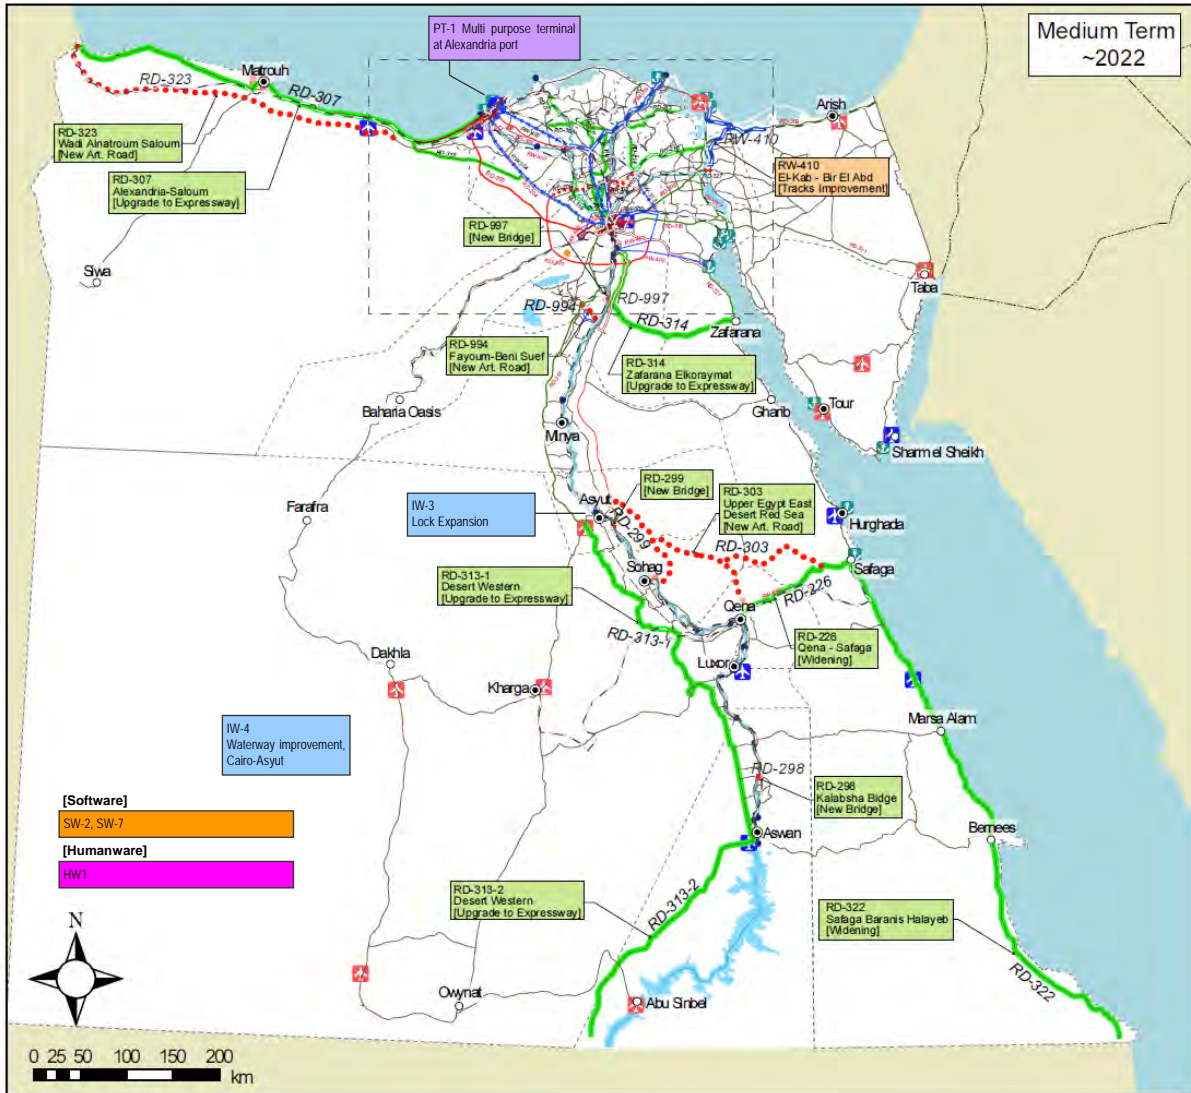 PT-1 Multi purpose terminal
at Alexandria port
Medium Term
~2022
RD-323
Matrouh
RD-307
Arish
RW-410
RD-323
Wadi Alnatroum Saloum
[New Art. Road]
RD-307
Alexandria-Saloum
[Upgrade to Expressway]
RW-410
El-Kab - Bir El Abd
[Tracks Improvement]
RD-997
[New Bridge]
Siwa
Taba
RD-994
RD-997
RD-314
Zafarana
RD-994
Fayoum-Beni Suef
[New Art. Road]
RD-314
Zafarana Elkoraymat
[Upgrade to Expressway]
Baharia Oasis
Gharib
Tour
Minya
Sharm el Sheikh
RD-299
[New Bridge]
RD-303
Upper Egypt East
Desert Red Sea
[New Art. Road]
IW-3
Lock Expansion
Asyut
Farafra
RD-299
Hurghada
RD-303
Safaga
Sohag
RD-313-1
Desert Western
[Upgrade to Expressway]
RD-226
Qena
RD-313-1
RD-226
Qena - Safaga
[Widening]
Dakhla
Luxor
Kharga
Marsa Alam
IW-4
Waterway improvement,
Cairo-Asyut
RD-298
RD-298
Kalabsha Bidge
[New Bridge]
[Software]
SW-2, SW-7
Aswan
Bernees
[Humanware]
HW1
RD-313-2
Desert Western
[Upgrade to Expressway]
RD-313-2
RD-322
Safaga Baranis Halayeb
[Widening]
N
RD-322
Owynat
Abu Sinbel
0 25 50 100 150 200
km